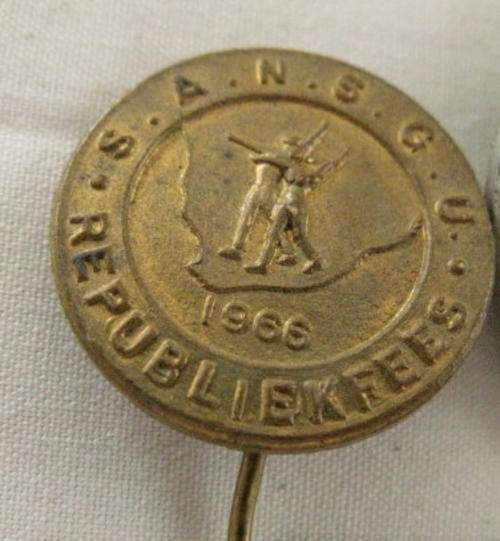 S. A. N. S. G. U.
1966
REPUBLIEKFEES